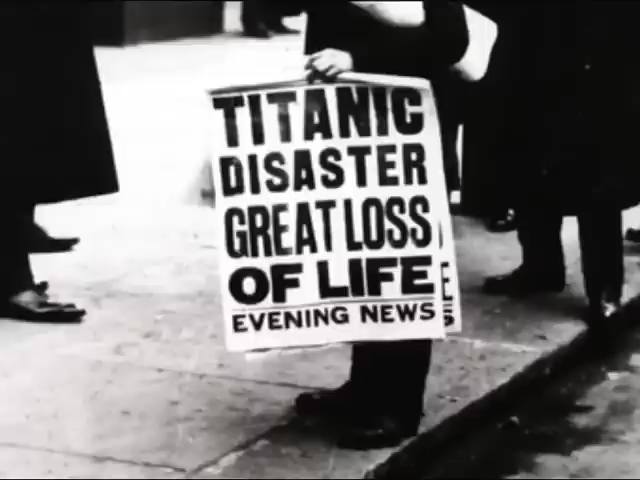 TITANIC
DISASTER
GREAT LOSS
OF LIFE
EVENING NEWS